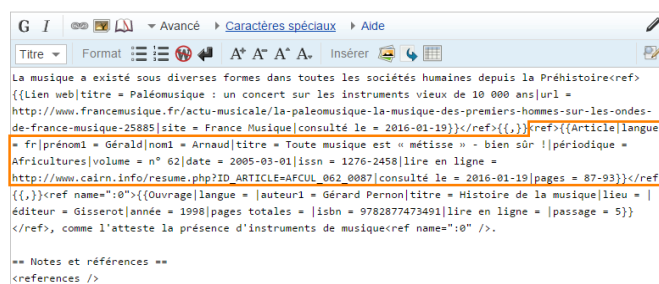 G I Avancé Caractères spéciaux Aide
Titre Format A⁺ A⁻ A A Insérer
La musique a existé sous diverses formes dans toutes les sociétés humaines depuis la Préhistoire<ref>
{{Lien web|titre = Paléomusique : un concert sur les instruments vieux de 10 000 ans|url =
http://www.francemusique.fr/actu-musicale/la-paleomusique-la-musique-des-premiers-hommes-sur-les-ondes-
de-france-musique-25885|site = France Musique|consulté le = 2016-01-19}}</ref>{{,}}<ref>{{Article|langue
= fr|prénom1 = Gérald|nom1 = Arnaud|titre = Toute musique est « métisse » - bien sûr !|périodique =
Africultures|volume = n° 62|date = 2005-03-01|issn = 1276-2458|lire en ligne =
http://www.cairn.info/resume.php?ID_ARTICLE=AFCUL_062_0087|consulté le = 2016-01-19|pages = 87-93}}</ref
{{,}}<ref name=":0">{{Ouvrage|langue = |auteur1 = Gérard Pernon|titre = Histoire de la musique|lieu = |
éditeur = Gisserot|année = 1998|pages totales = |isbn = 9782877473491|lire en ligne = |passage = 5}}
</ref>, comme l'atteste la présence d'instruments de musique<ref name=":0" />.
== Notes et références ==
<references />